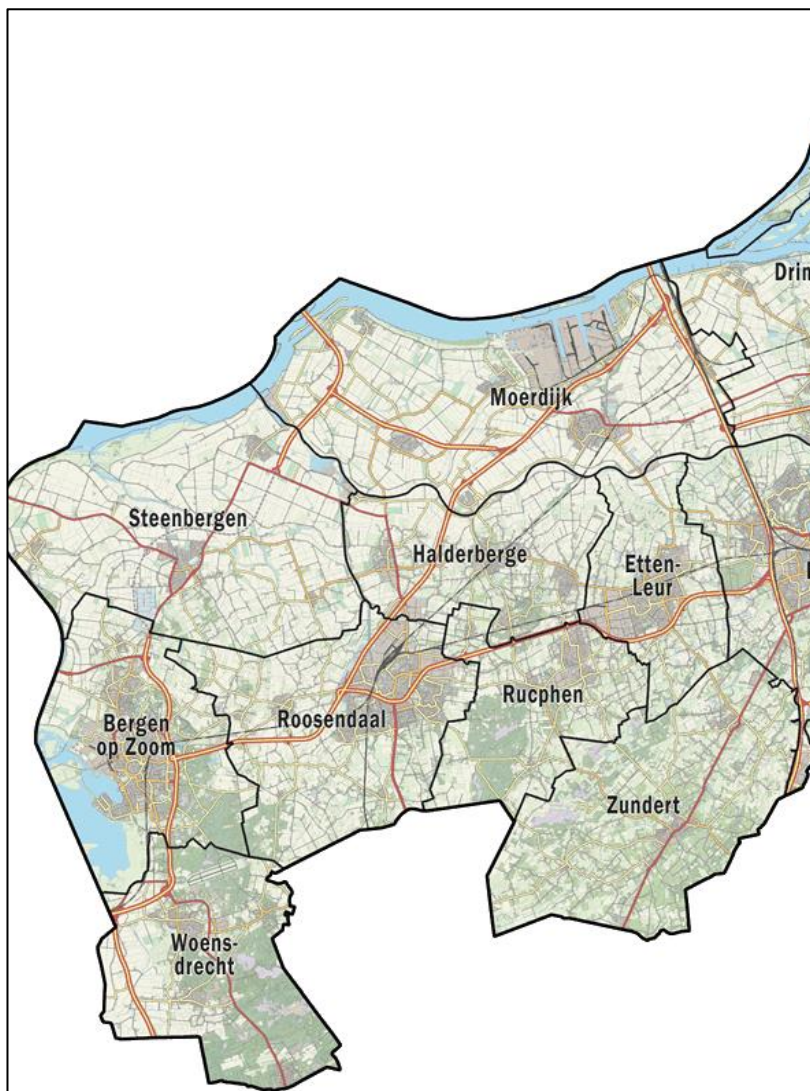 Drim
Moerdijk
Steenbergen
Halderberge
Etten-
Leur
Rucphen
Roosendaal
Bergen
op Zoom
Zundert
Woens-
drecht